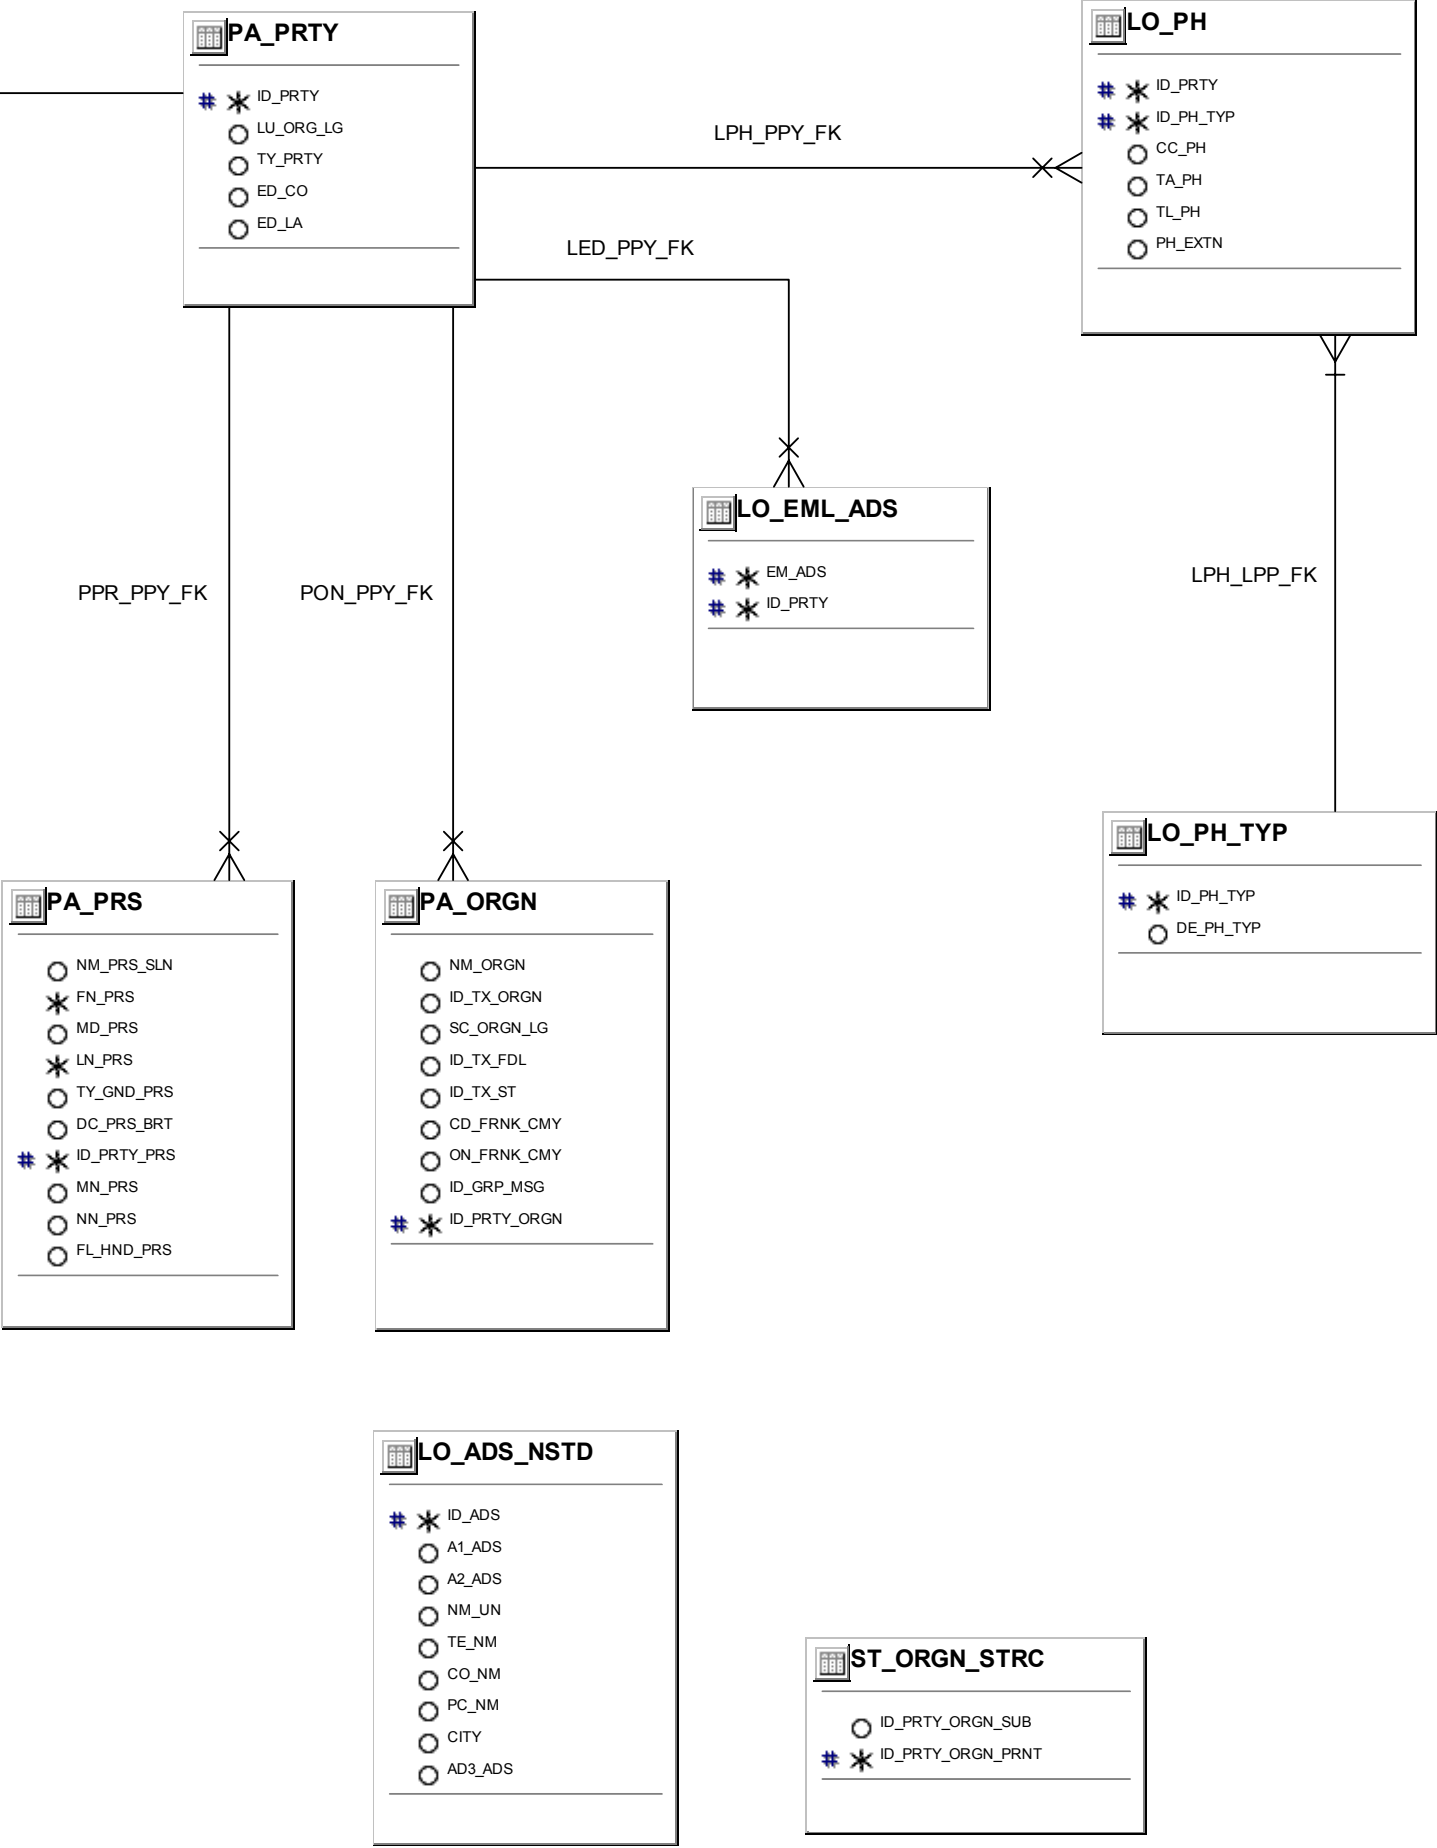 PA_PRTY
# ID_PRTY
LU_ORG_LG
TY_PRTY
ED_CO
ED_LA
LO_PH
# ID_PRTY
# ID_PH_TYP
CC_PH
TA_PH
TL_PH
PH_EXTN
LPH_PPY_FK
LED_PPY_FK
LO_EML_ADS
# EM_ADS
# ID_PRTY
PPR_PPY_FK
PON_PPY_FK
LPH_LPP_FK
LO_PH_TYP
# ID_PH_TYP
DE_PH_TYP
PA_PRS
NM_PRS_SLN
FN_PRS
MD_PRS
LN_PRS
TY_GND_PRS
DC_PRS_BRT
# ID_PRTY_PRS
MN_PRS
NN_PRS
FL_HND_PRS
PA_ORGN
NM_ORGN
ID_TX_ORGN
SC_ORGN_LG
ID_TX_FDL
ID_TX_ST
CD_FRNK_CMY
ON_FRNK_CMY
ID_GRP_MSG
# ID_PRTY_ORGN
LO_ADS_NSTD
# ID_ADS
A1_ADS
A2_ADS
NM_UN
TE_NM
CO_NM
PC_NM
CITY
AD3_ADS
ST_ORGN_STRC
ID_PRTY_ORGN_SUB
# ID_PRTY_ORGN_PRNT